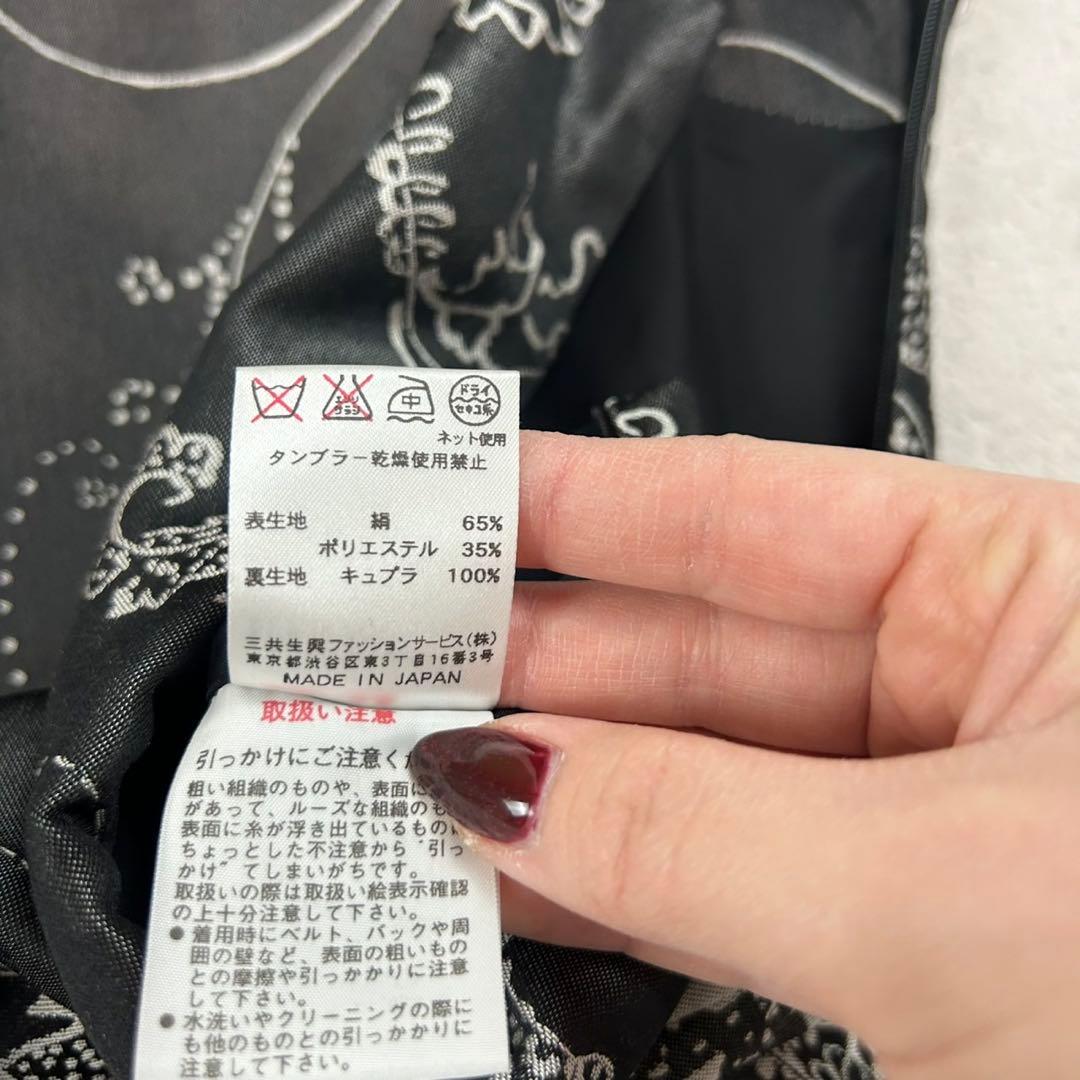 エンソ
サラシ
中
ドライ
セキユ系
ネット使用
タンブラー乾燥使用禁止
表生地 絹 65%
ポリエステル 35%
裏生地 キュプラ 100%
三共生興ファッションサービス(株)
東京都渋谷区東3丁目16番3号
MADE IN JAPAN
取扱い注意
引っかけにご注意く
粗い組織のものや、表面に
があって、ルーズな組織のも
表面に糸が浮き出ているものは
ちょっとした不注意から“引っ
かけ”てしまいがちです。
取扱いの際は取扱い絵表示確認
の上十分注意して下さい。
●着用時にベルト、バックや周
囲の壁など、表面の粗いもの
との摩擦や引っかかりに注意
して下さい。
●水洗いやクリーニングの際に
も他のものとの引っかかりに
注意して下さい。